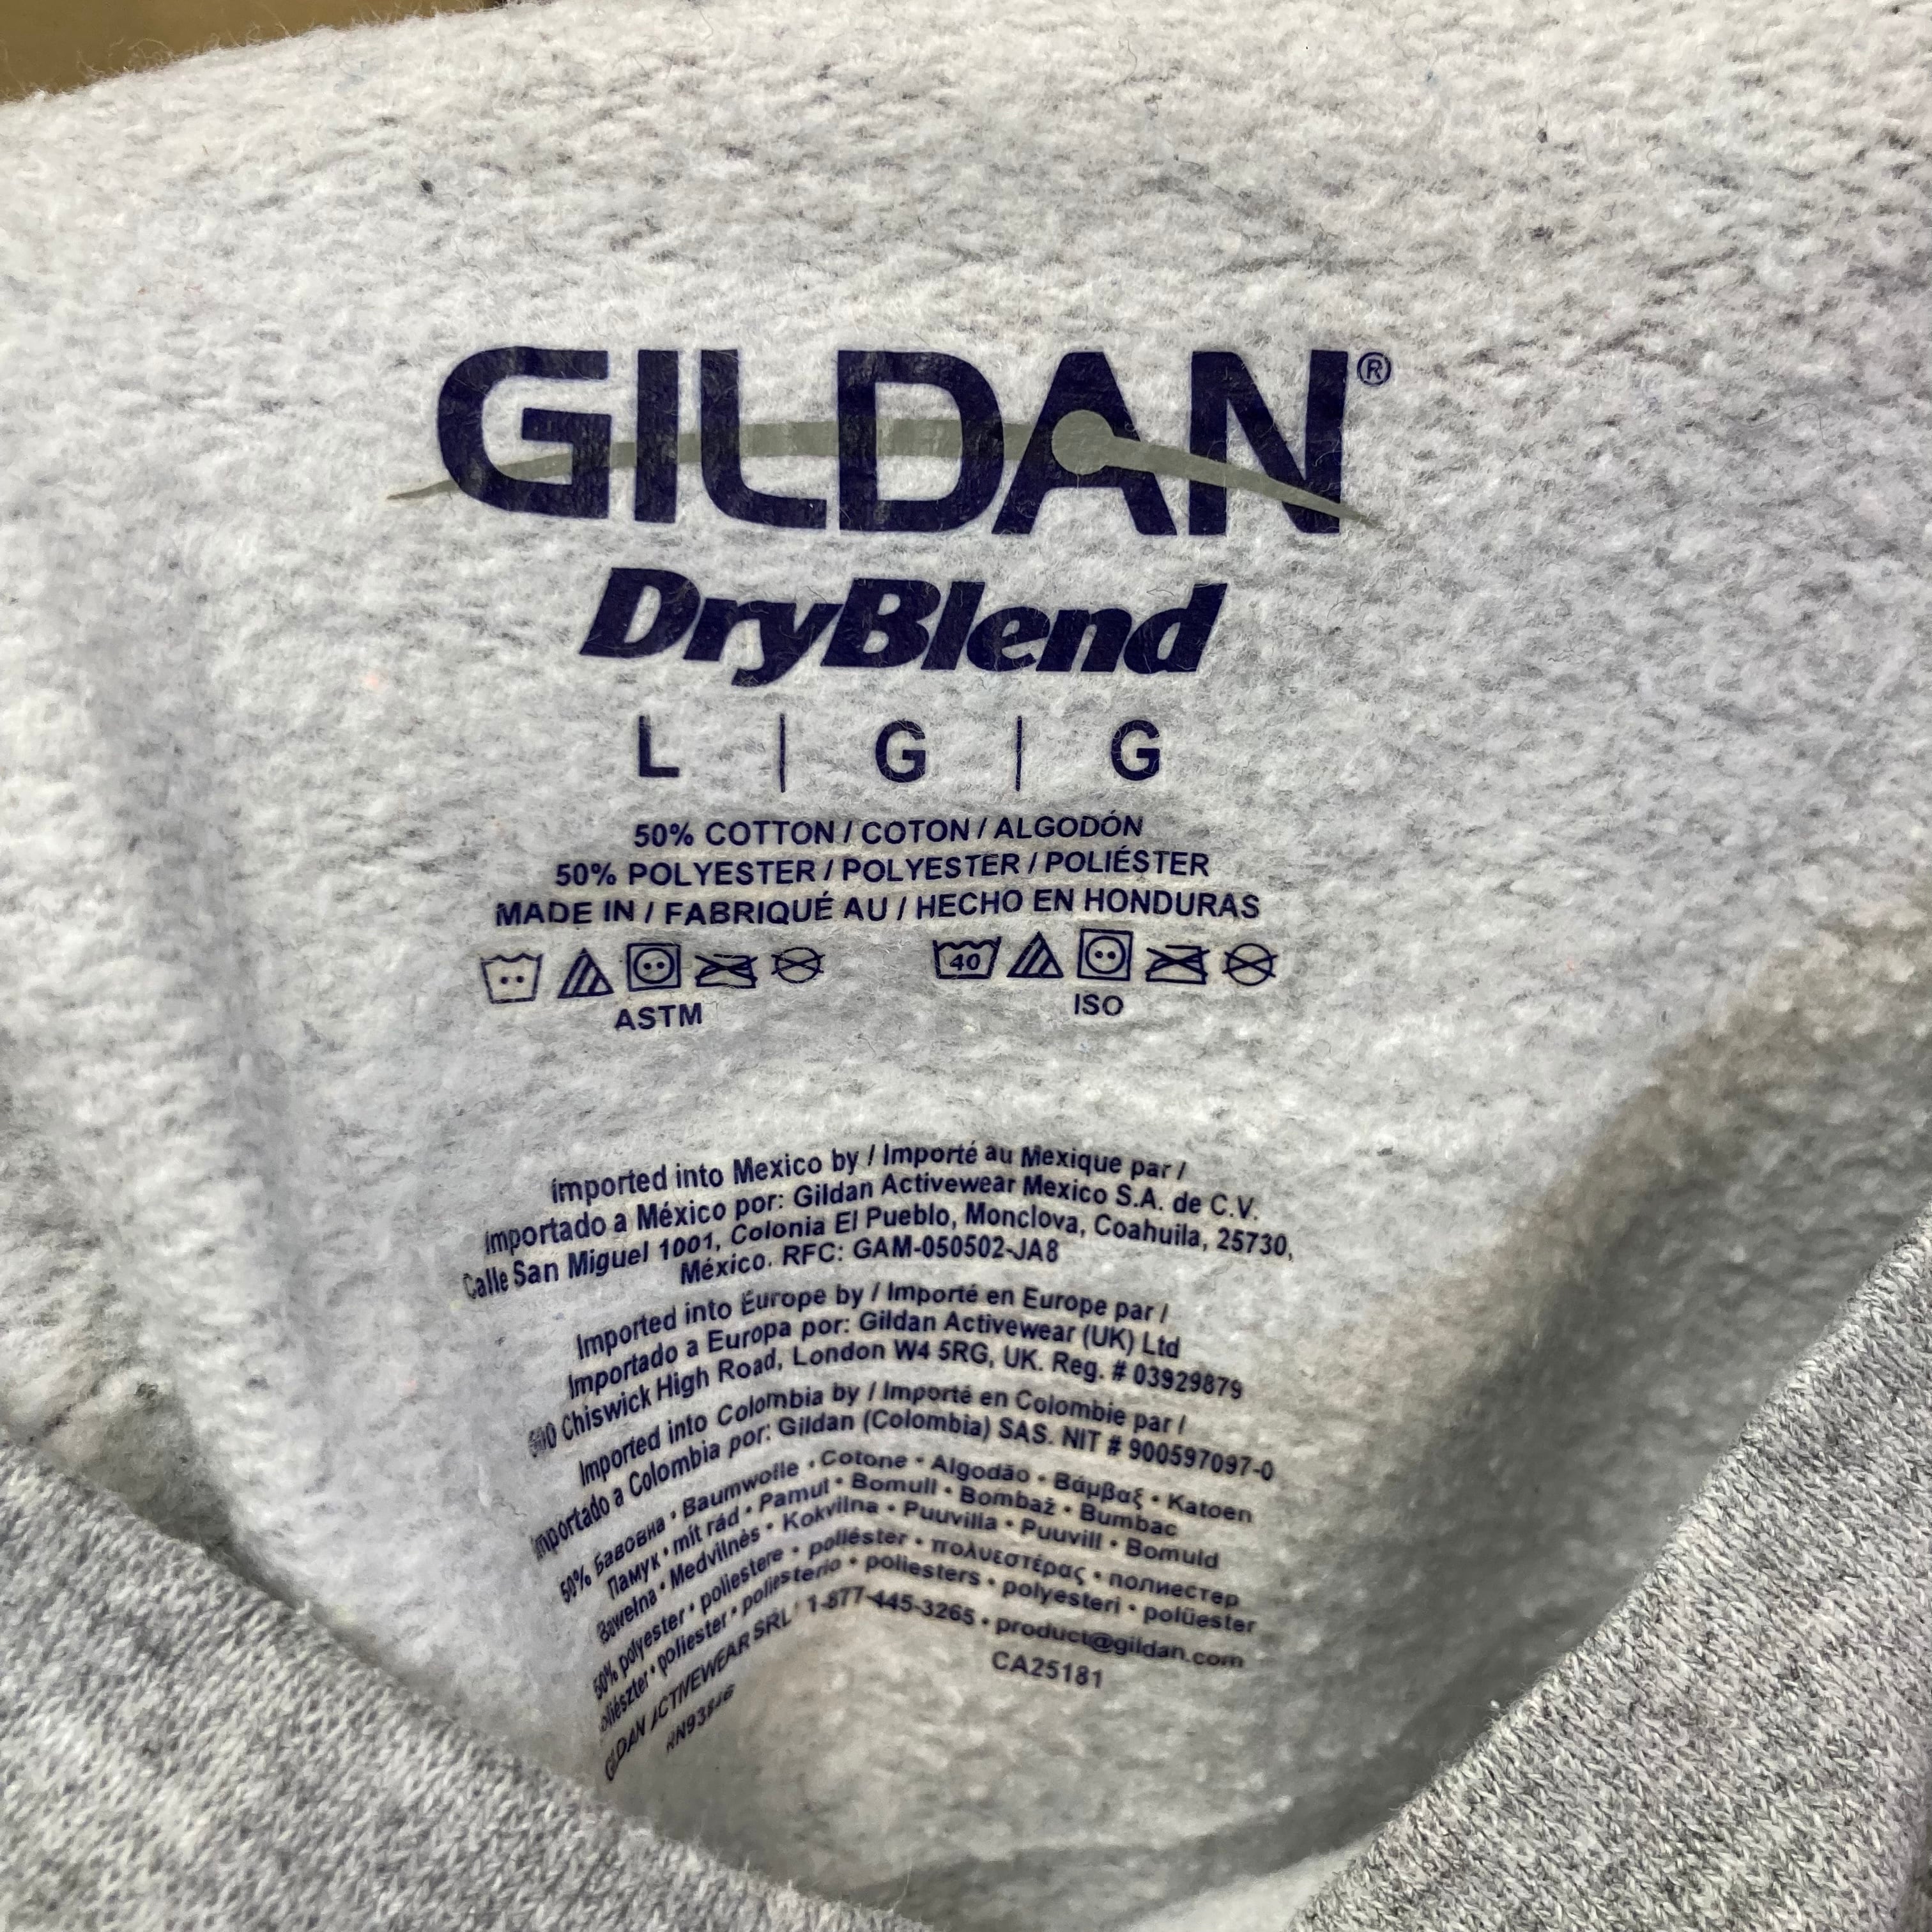 GILDAN®
DryBlend
L | G | G
50% COTTON / COTON / ALGODÓN
50% POLYESTER / POLYESTER / POLIÉSTER
MADE IN / FABRIQUÉ AU / HECHO EN HONDURAS
40
ASTM ISO
Imported into Mexico by / Importé au Mexique par /
Importado a México por: Gildan Activewear Mexico S.A. de C.V.
Calle San Miguel 1001, Colonia El Pueblo, Monclova, Coahuila, 25730,
México. RFC: GAM-050502-JA8
Imported into Europe by / Importé en Europe par /
Importado a Europa por: Gildan Activewear (UK) Ltd
Chiswick High Road, London W4 5RG, UK. Reg. # 03929879
Imported into Colombia by / Importé en Colombie par /
Importado a Colombia por: Gildan (Colombia) SAS. NIT # 900597097-0
50% Бавовна • Baumwolle • Cotone • Algodão • Βάμβαξ • Katoen
Памук • mit rád • Pamut • Bomull • Bombaž • Bumbac
Bawełna • Medvilnės • Kokvilna • Puuvilla • Puuvill • Bomuld
50% polyester • poliestere • poliéster • πολυεστέρας • полиестер
poliészter • poliester • poliesterio • poliesters • polyesteri • polüester
GILDAN ACTIVEWEAR SRL • 1-877-445-3265 • product@gildan.com
CA25181